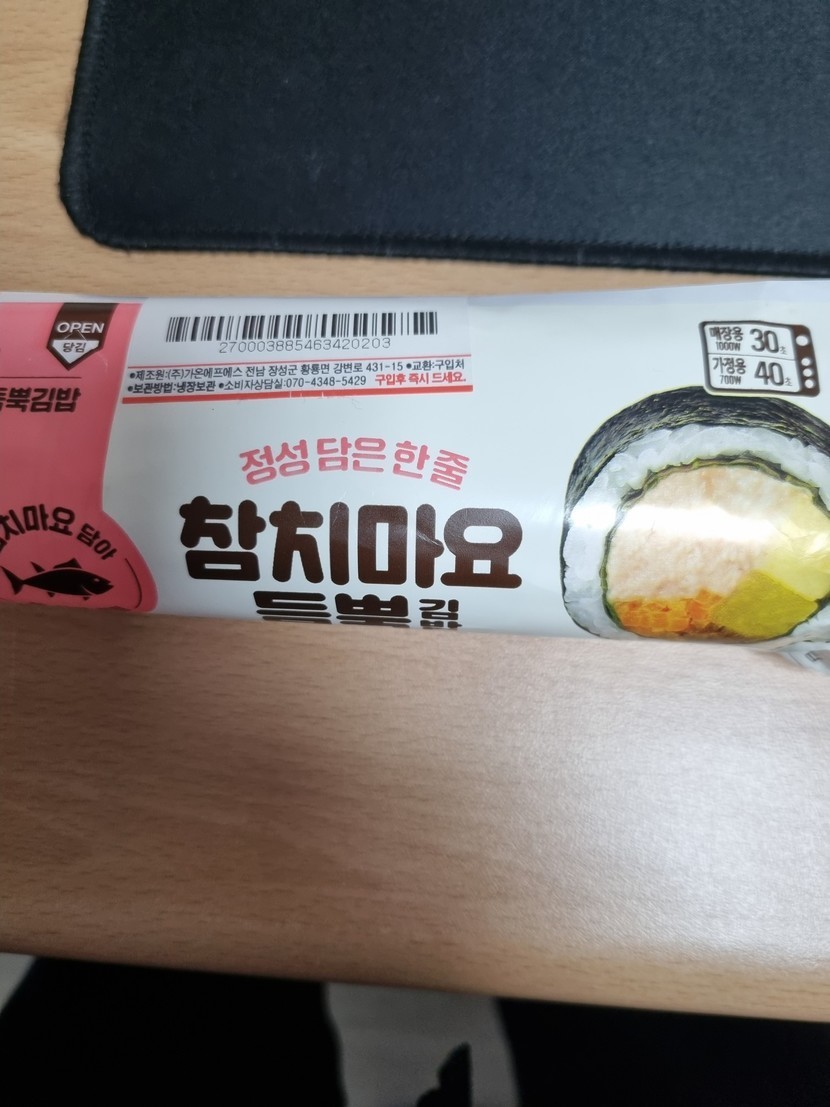 OPEN
당김
뚝김밥
치마요 담아
270003885463420203
•제조원:(주)가온에프에스 전남 장성군 황룡면 강변로 431-15 •교환:구입처
•보관방법:냉장보관 •소비자상담실:070-4348-5429 구입후 즉시 드세요.
매장용 1000W 30초
가정용 700W 40초
정성 담은 한 줄
참치마요
듬뿍 김밥